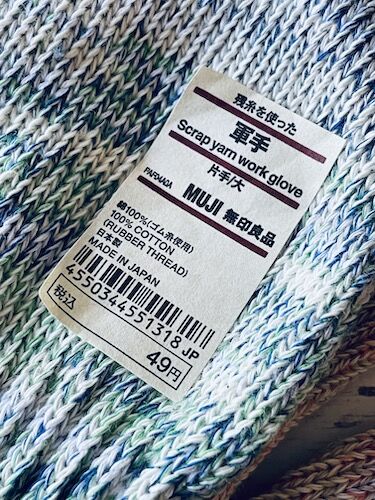 残糸を使った
軍手
Scrap yarn work glove
片手/大
MUJI 無印良品
綿100%(ゴム糸使用)
100% COTTON
(RUBBER THREAD)
日本製
MADE IN JAPAN
4550344551318 JP
税込 49円